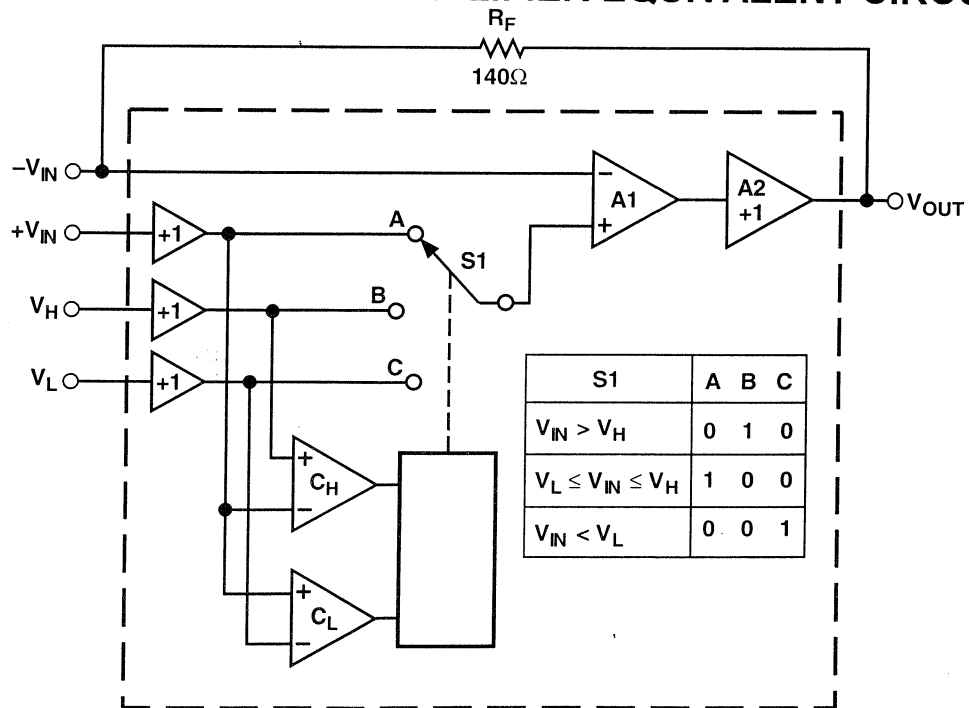 EQUIVALENT
R_F
140Ω
−V_IN
+V_IN
V_H
V_L
+1
+1
+1
A
B
C
S1
−
+
A1
A2
+1
V_OUT
+
C_H
−
+
C_L
−
S1 A B C
V_IN > V_H 0 1 0
V_L ≤ V_IN ≤ V_H 1 0 0
V_IN < V_L 0 0 1